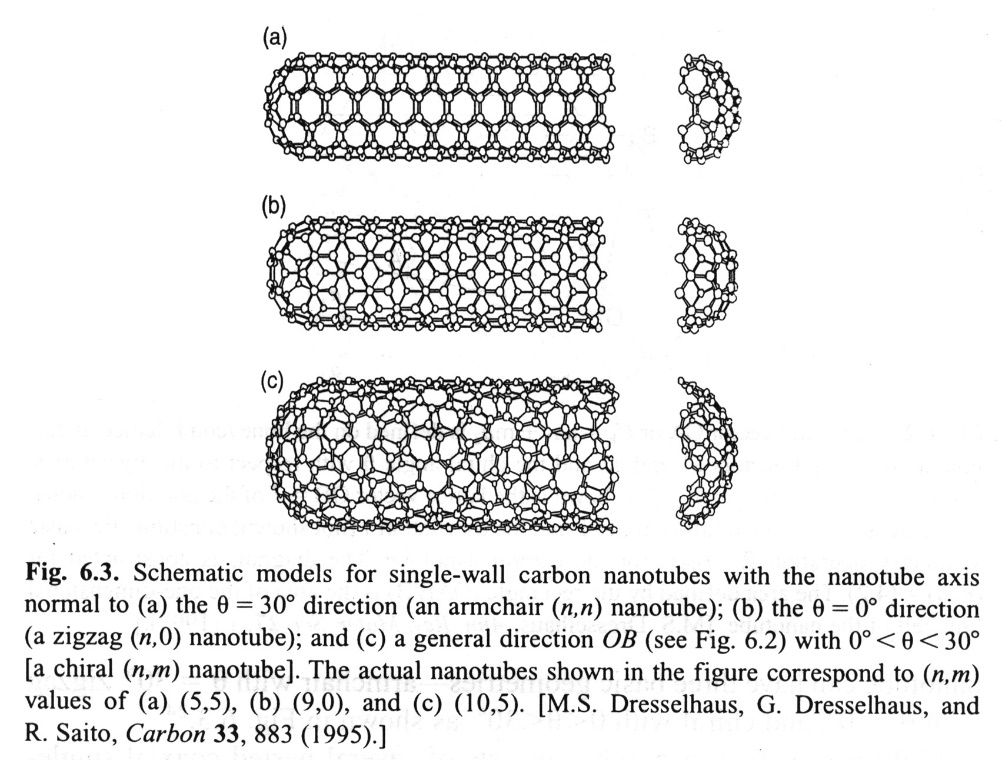 (a)
(b)
(c)
Fig. 6.3. Schematic models for single-wall carbon nanotubes with the nanotube axis
normal to (a) the θ = 30° direction (an armchair (n,n) nanotube); (b) the θ = 0° direction
(a zigzag (n,0) nanotube); and (c) a general direction OB (see Fig. 6.2) with 0° < θ < 30°
[a chiral (n,m) nanotube]. The actual nanotubes shown in the figure correspond to (n,m)
values of (a) (5,5), (b) (9,0), and (c) (10,5). [M.S. Dresselhaus, G. Dresselhaus, and
R. Saito, Carbon 33, 883 (1995).]